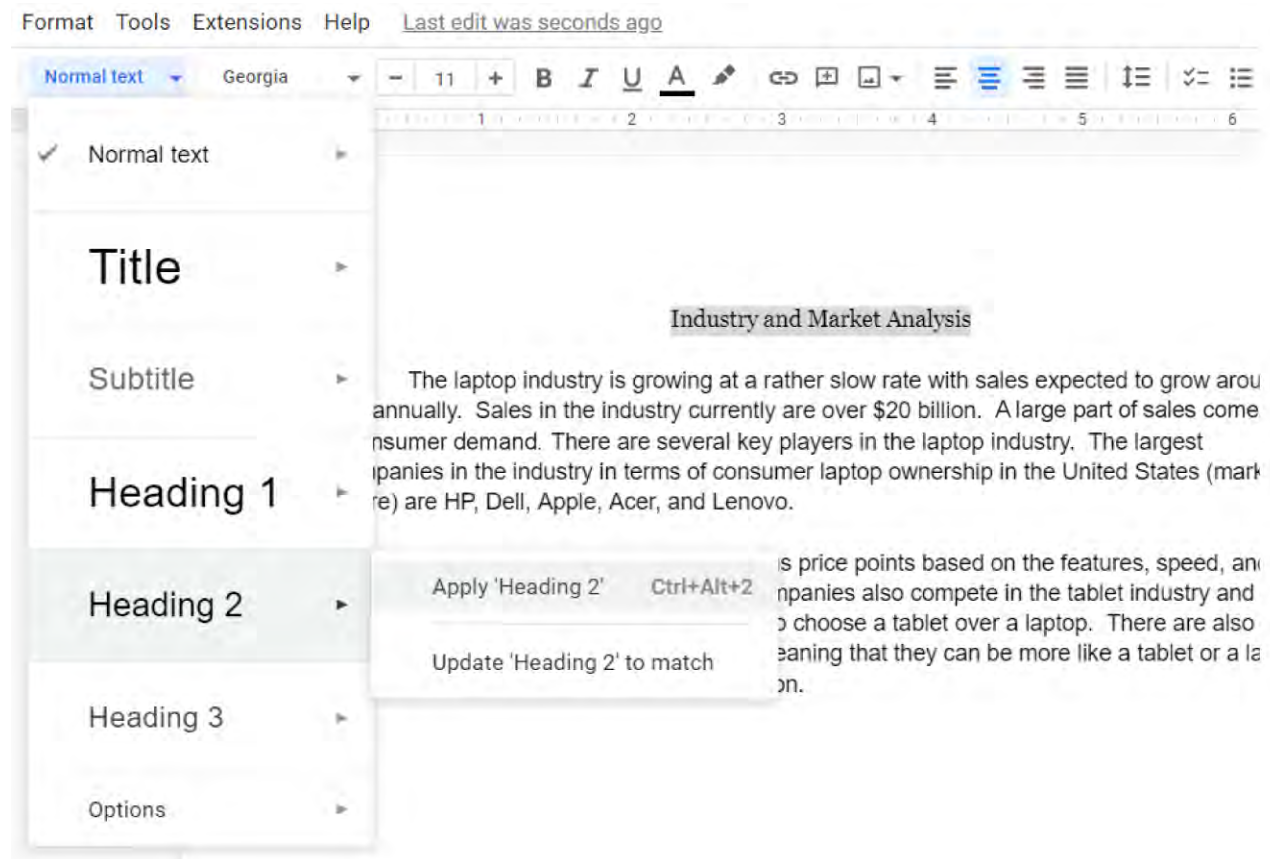 Format Tools Extensions Help Last edit was seconds ago
Normal text Georgia − 11 + B I U A
1 2 3 4 5 6
Normal text
Title
Subtitle
Heading 1
Heading 2
Heading 3
Options
Apply 'Heading 2' Ctrl+Alt+2
Update 'Heading 2' to match
Industry and Market Analysis
The laptop industry is growing at a rather slow rate with sales expected to grow arou
annually. Sales in the industry currently are over $20 billion. A large part of sales come
nsumer demand. There are several key players in the laptop industry. The largest
panies in the industry in terms of consumer laptop ownership in the United States (mark
re) are HP, Dell, Apple, Acer, and Lenovo.
s price points based on the features, speed, and
mpanies also compete in the tablet industry and
o choose a tablet over a laptop. There are also
eaning that they can be more like a tablet or a la
on.